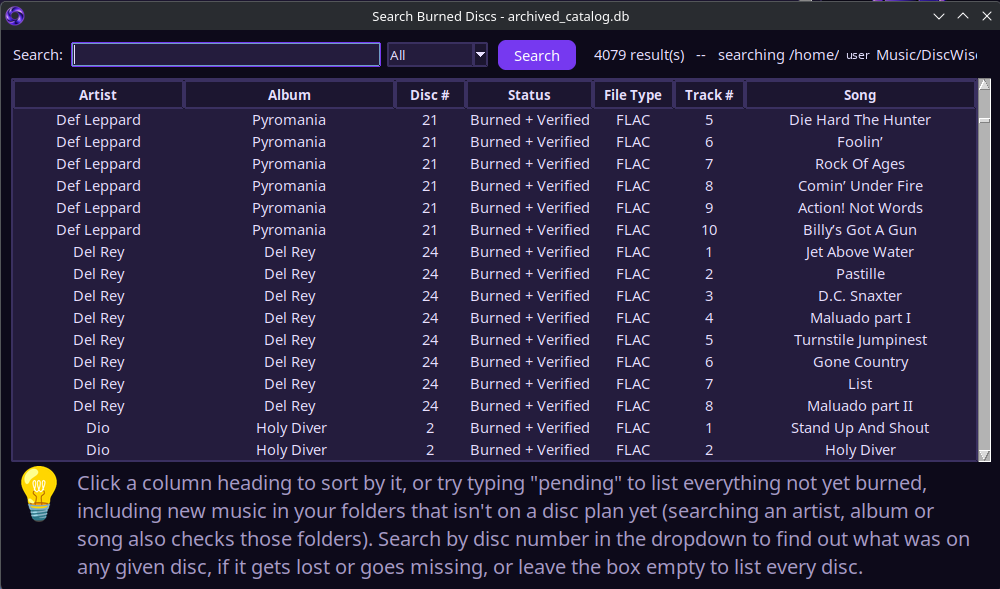 Search Burned Discs - archived_catalog.db
Search: All Search 4079 result(s) -- searching /home/ user Music/DiscWis
Artist Album Disc # Status File Type Track # Song
Def Leppard Pyromania 21 Burned + Verified FLAC 5 Die Hard The Hunter
Def Leppard Pyromania 21 Burned + Verified FLAC 6 Foolin’
Def Leppard Pyromania 21 Burned + Verified FLAC 7 Rock Of Ages
Def Leppard Pyromania 21 Burned + Verified FLAC 8 Comin’ Under Fire
Def Leppard Pyromania 21 Burned + Verified FLAC 9 Action! Not Words
Def Leppard Pyromania 21 Burned + Verified FLAC 10 Billy’s Got A Gun
Del Rey Del Rey 24 Burned + Verified FLAC 1 Jet Above Water
Del Rey Del Rey 24 Burned + Verified FLAC 2 Pastille
Del Rey Del Rey 24 Burned + Verified FLAC 3 D.C. Snaxter
Del Rey Del Rey 24 Burned + Verified FLAC 4 Maluado part I
Del Rey Del Rey 24 Burned + Verified FLAC 5 Turnstile Jumpinest
Del Rey Del Rey 24 Burned + Verified FLAC 6 Gone Country
Del Rey Del Rey 24 Burned + Verified FLAC 7 List
Del Rey Del Rey 24 Burned + Verified FLAC 8 Maluado part II
Dio Holy Diver 2 Burned + Verified FLAC 1 Stand Up And Shout
Dio Holy Diver 2 Burned + Verified FLAC 2 Holy Diver
Click a column heading to sort by it, or try typing "pending" to list everything not yet burned,
including new music in your folders that isn't on a disc plan yet (searching an artist, album or
song also checks those folders). Search by disc number in the dropdown to find out what was on
any given disc, if it gets lost or goes missing, or leave the box empty to list every disc.